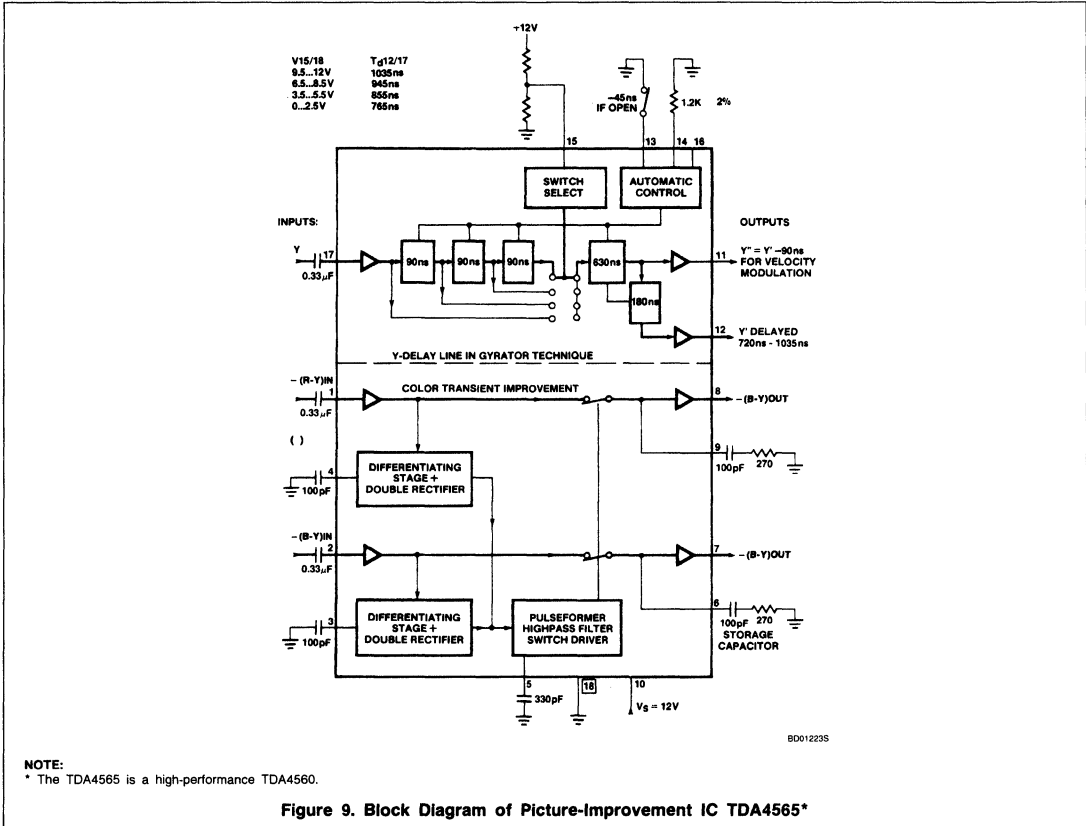 +12V
V15/18 Td12/17
9.5...12V 1035ns
6.5...8.5V 945ns
3.5...5.5V 855ns
0...2.5V 765ns
-45ns
IF OPEN
1.2K 2%
15
13
14
16
SWITCH
SELECT
AUTOMATIC
CONTROL
INPUTS:
OUTPUTS
Y
17
0.33μF
90ns
90ns
90ns
630ns
180ns
11
Y" = Y' -90ns
FOR VELOCITY
MODULATION
12
Y' DELAYED
720ns - 1035ns
Y-DELAY LINE IN GYRATOR TECHNIQUE
-(R-Y)IN
1
0.33μF
COLOR TRANSIENT IMPROVEMENT
8
-(B-Y)OUT
( )
9
100pF
270
4
100pF
DIFFERENTIATING
STAGE +
DOUBLE RECTIFIER
-(B-Y)IN
2
0.33μF
7
-(B-Y)OUT
6
100pF
270
STORAGE
CAPACITOR
3
100pF
DIFFERENTIATING
STAGE +
DOUBLE RECTIFIER
PULSEFORMER
HIGHPASS FILTER
SWITCH DRIVER
5
330pF
18
10
VS = 12V
BD01223S
NOTE:
* The TDA4565 is a high-performance TDA4560.
Figure 9. Block Diagram of Picture-Improvement IC TDA4565*